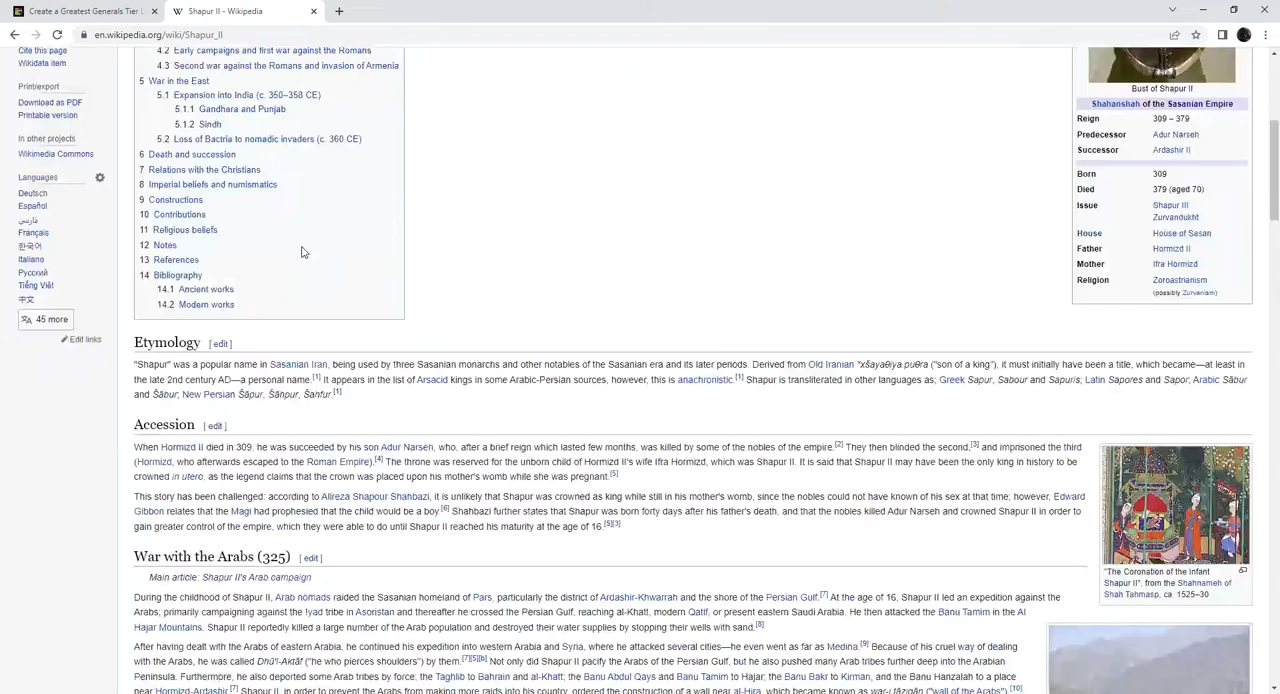 Create a Greatest Generals Tier L
Shapur II - Wikipedia
en.wikipedia.org/wiki/Shapur_II
Cite this page
Wikidata item
Print/export
Download as PDF
Printable version
In other projects
Wikimedia Commons
Languages
Deutsch
Español
فارسی
Français
한국어
Italiano
Русский
Tiếng Việt
中文
45 more
Edit links
4.2 Early campaigns and first war against the Romans
4.3 Second war against the Romans and invasion of Armenia
5 War in the East
5.1 Expansion into India (c. 350–358 CE)
5.1.1 Gandhara and Punjab
5.1.2 Sindh
5.2 Loss of Bactria to nomadic invaders (c. 360 CE)
6 Death and succession
7 Relations with the Christians
8 Imperial beliefs and numismatics
9 Constructions
10 Contributions
11 Religious beliefs
12 Notes
13 References
14 Bibliography
14.1 Ancient works
14.2 Modern works
Bust of Shapur II
Shahanshah of the Sasanian Empire
Reign 309 – 379
Predecessor Adur Narseh
Successor Ardashir II
Born 309
Died 379 (aged 70)
Issue Shapur III
Zurvandukht
House House of Sasan
Father Hormizd II
Mother Ifra Hormizd
Religion Zoroastrianism
(possibly Zurvanism)
Etymology [ edit ]
"Shapur" was a popular name in Sasanian Iran, being used by three Sasanian monarchs and other notables of the Sasanian era and its later periods. Derived from Old Iranian *xšayaθiya.puθra ("son of a king"), it must initially have been a title, which became—at least in
the late 2nd century AD—a personal name.[1] It appears in the list of Arsacid kings in some Arabic-Persian sources, however, this is anachronistic.[1] Shapur is transliterated in other languages as; Greek Sapur, Sabour and Sapuris; Latin Sapores and Sapor; Arabic Sābur
and Šābur; New Persian Šāpur, Šāhpur, Šanfur.[1]
Accession [ edit ]
When Hormizd II died in 309, he was succeeded by his son Adur Narseh, who, after a brief reign which lasted few months, was killed by some of the nobles of the empire.[2] They then blinded the second,[3] and imprisoned the third
(Hormizd, who afterwards escaped to the Roman Empire).[4] The throne was reserved for the unborn child of Hormizd II's wife Ifra Hormizd, which was Shapur II. It is said that Shapur II may have been the only king in history to be
crowned in utero, as the legend claims that the crown was placed upon his mother's womb while she was pregnant.[5]
This story has been challenged: according to Alireza Shapour Shahbazi, it is unlikely that Shapur was crowned as king while still in his mother's womb, since the nobles could not have known of his sex at that time; however, Edward
Gibbon relates that the Magi had prophesied that the child would be a boy.[6] Shahbazi further states that Shapur was born forty days after his father's death, and that the nobles killed Adur Narseh and crowned Shapur II in order to
gain greater control of the empire, which they were able to do until Shapur II reached his maturity at the age of 16.[5][3]
"The Coronation of the Infant
Shapur II", from the Shahnameh of
Shah Tahmasp, ca. 1525–30
War with the Arabs (325) [ edit ]
Main article: Shapur II's Arab campaign
During the childhood of Shapur II, Arab nomads raided the Sasanian homeland of Pars, particularly the district of Ardashir-Khwarrah and the shore of the Persian Gulf.[7] At the age of 16, Shapur II led an expedition against the
Arabs; primarily campaigning against the Iyad tribe in Asoristan and thereafter he crossed the Persian Gulf, reaching al-Khatt, modern Qatif, or present eastern Saudi Arabia. He then attacked the Banu Tamim in the Al
Hajar Mountains. Shapur II reportedly killed a large number of the Arab population and destroyed their water supplies by stopping their wells with sand.[8]
After having dealt with the Arabs of eastern Arabia, he continued his expedition into western Arabia and Syria, where he attacked several cities—he even went as far as Medina.[9] Because of his cruel way of dealing
with the Arabs, he was called Dhū'l-Aktāf ("he who pierces shoulders") by them.[7][5][b] Not only did Shapur II pacify the Arabs of the Persian Gulf, but he also pushed many Arab tribes further deep into the Arabian
Peninsula. Furthermore, he also deported some Arab tribes by force; the Taghlib to Bahrain and al-Khatt; the Banu Abdul Qays and Banu Tamim to Hajar; the Banu Bakr to Kirman, and the Banu Hanzalah to a place
near Hormizd-Ardashir.[7] Shapur II, in order to prevent the Arabs from making more raids into his country, ordered the construction of a wall near al-Hira, which became known as war-i tāzigān ("wall of the Arabs").[10]